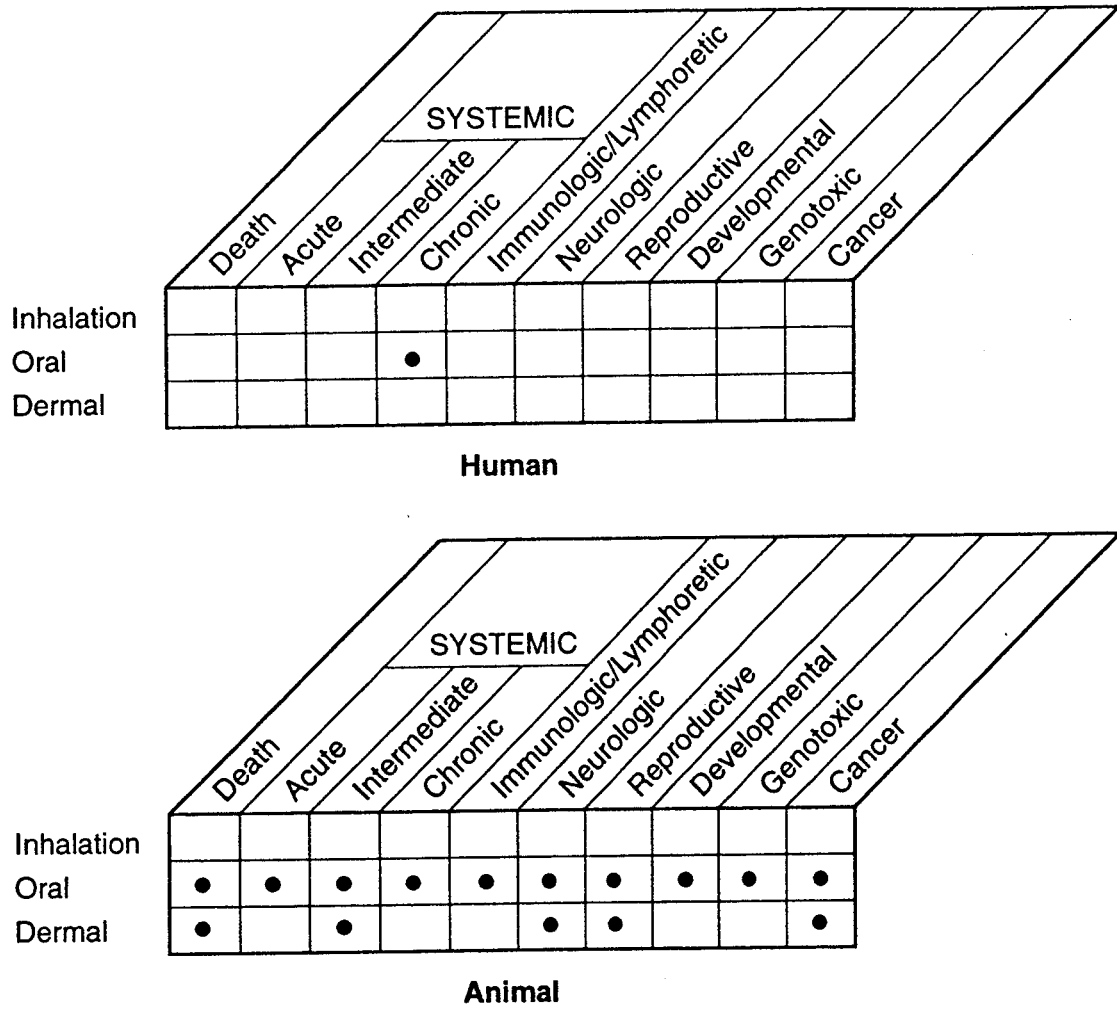 SYSTEMIC
Death
Acute
Intermediate
Chronic
Immunologic/Lymphoretic
Neurologic
Reproductive
Developmental
Genotoxic
Cancer
Inhalation
Oral
Dermal
Human
SYSTEMIC
Death
Acute
Intermediate
Chronic
Immunologic/Lymphoretic
Neurologic
Reproductive
Developmental
Genotoxic
Cancer
Inhalation
Oral
Dermal
Animal